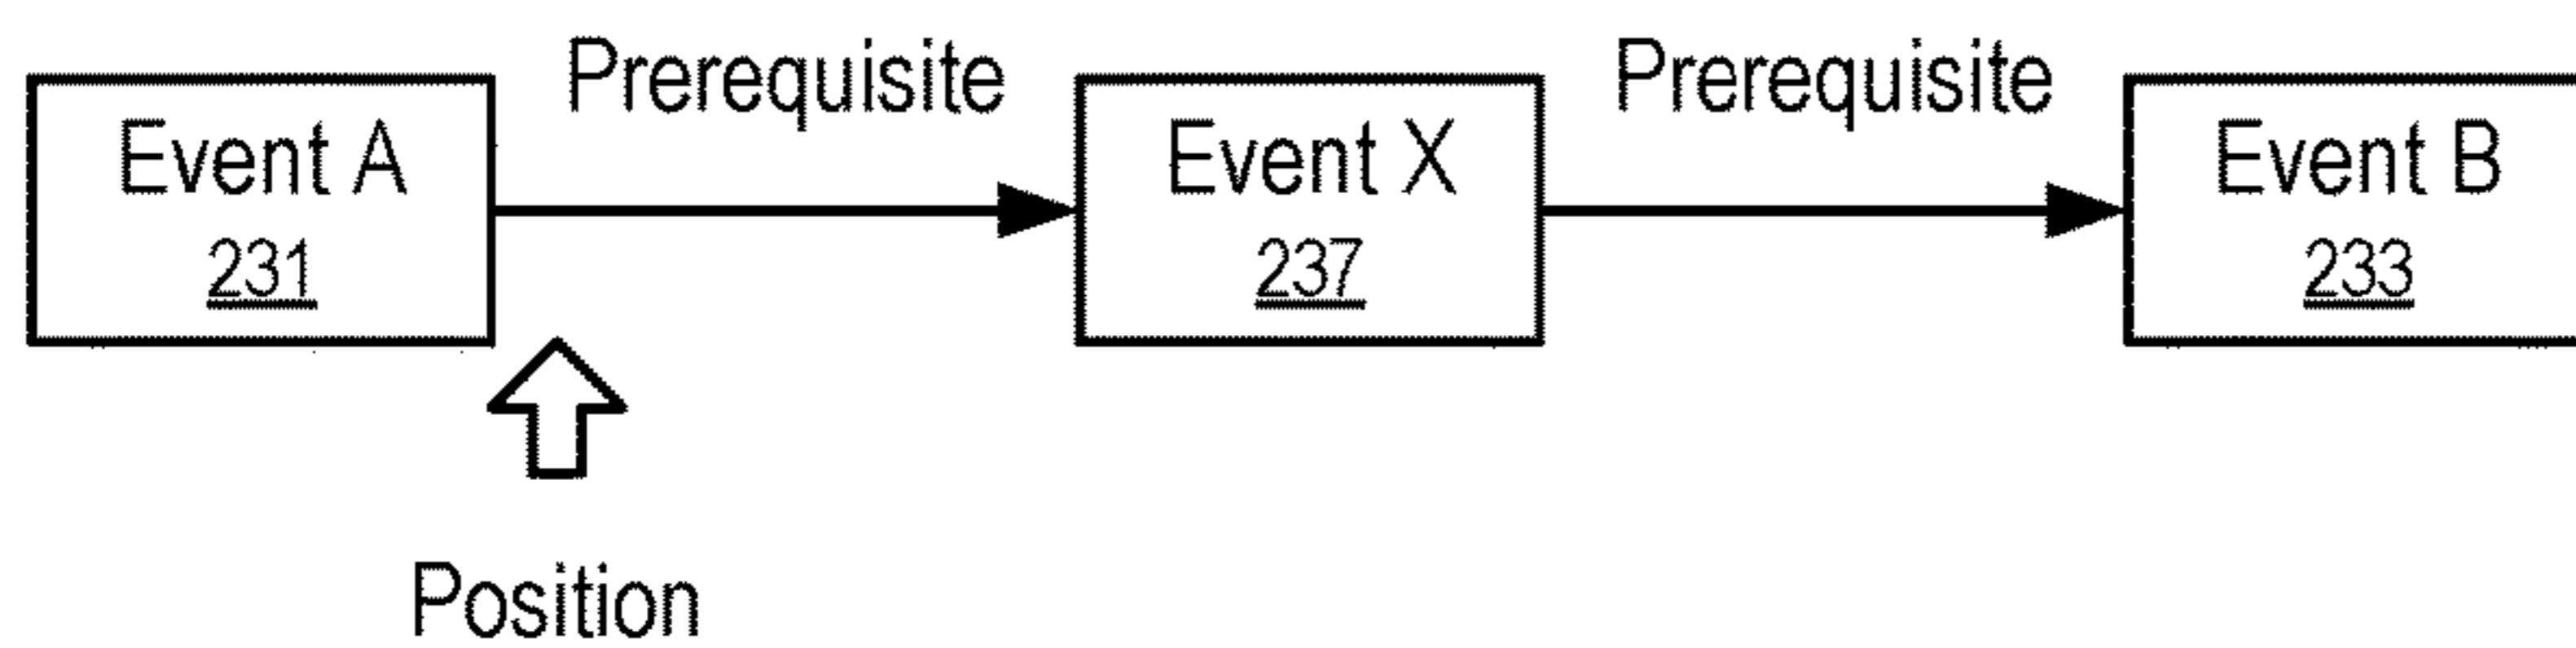 Prerequisite
Prerequisite
Event A
231
Event X
237
Event B
233
Position